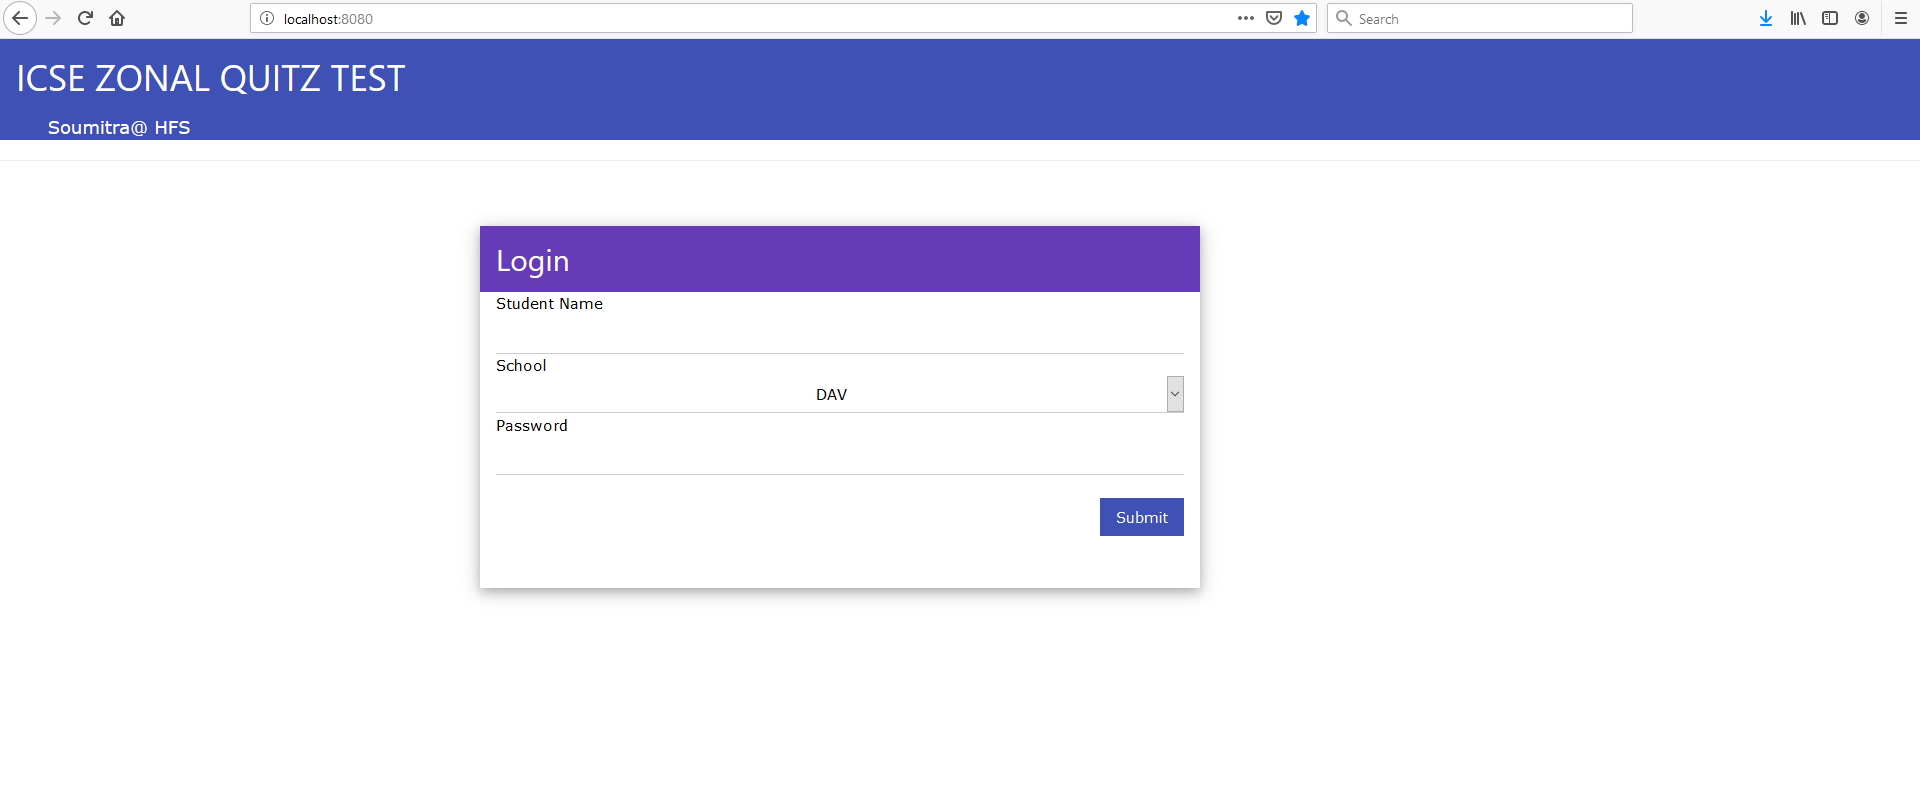 localhost:8080
Search
ICSE ZONAL QUITZ TEST
Soumitra@ HFS
Login
Student Name
School
DAV
Password
Submit